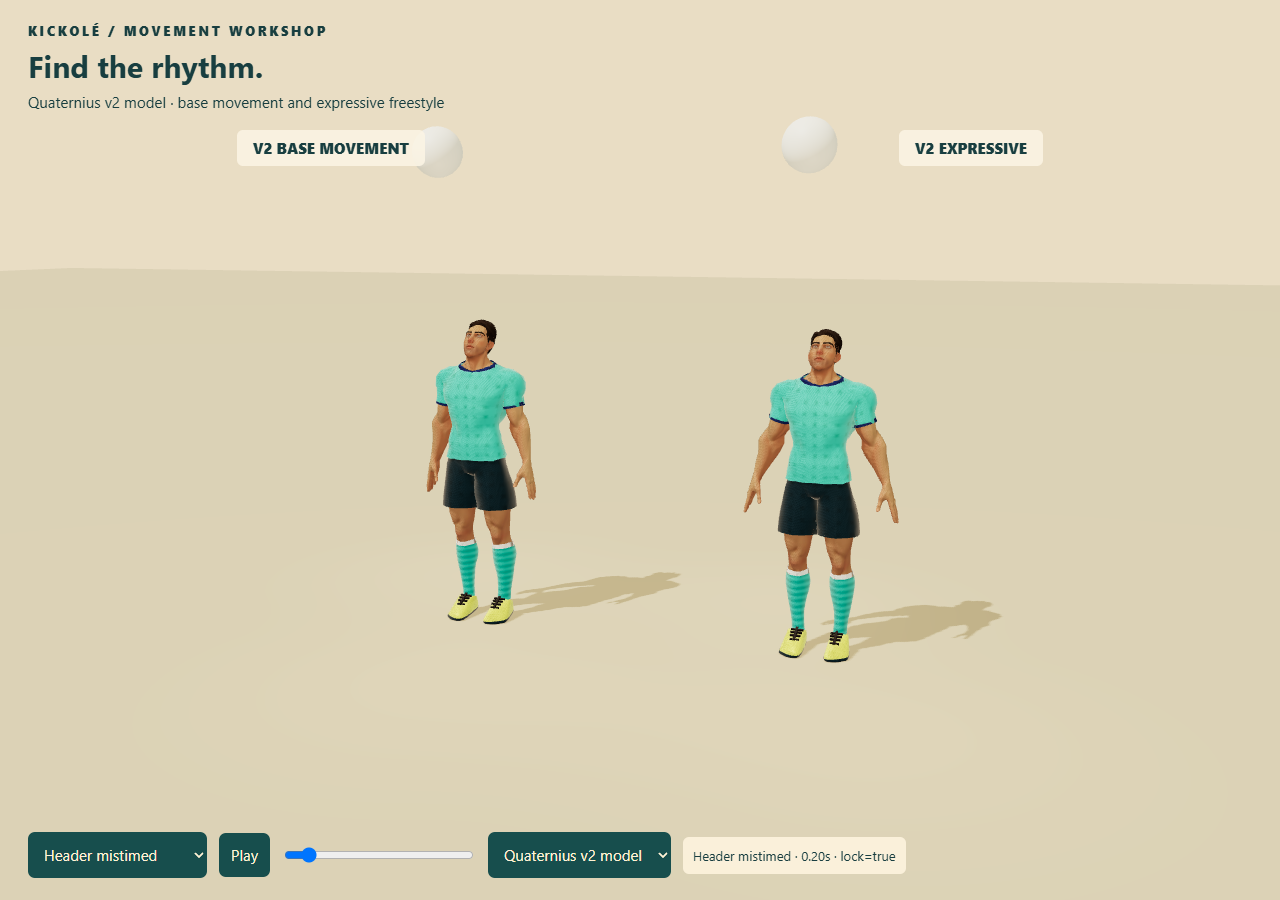 KICKOLÉ / MOVEMENT WORKSHOP
Find the rhythm.
Quaternius v2 model · base movement and expressive freestyle
V2 BASE MOVEMENT
V2 EXPRESSIVE
Header mistimed
Play
Quaternius v2 model
Header mistimed · 0.20s · lock=true